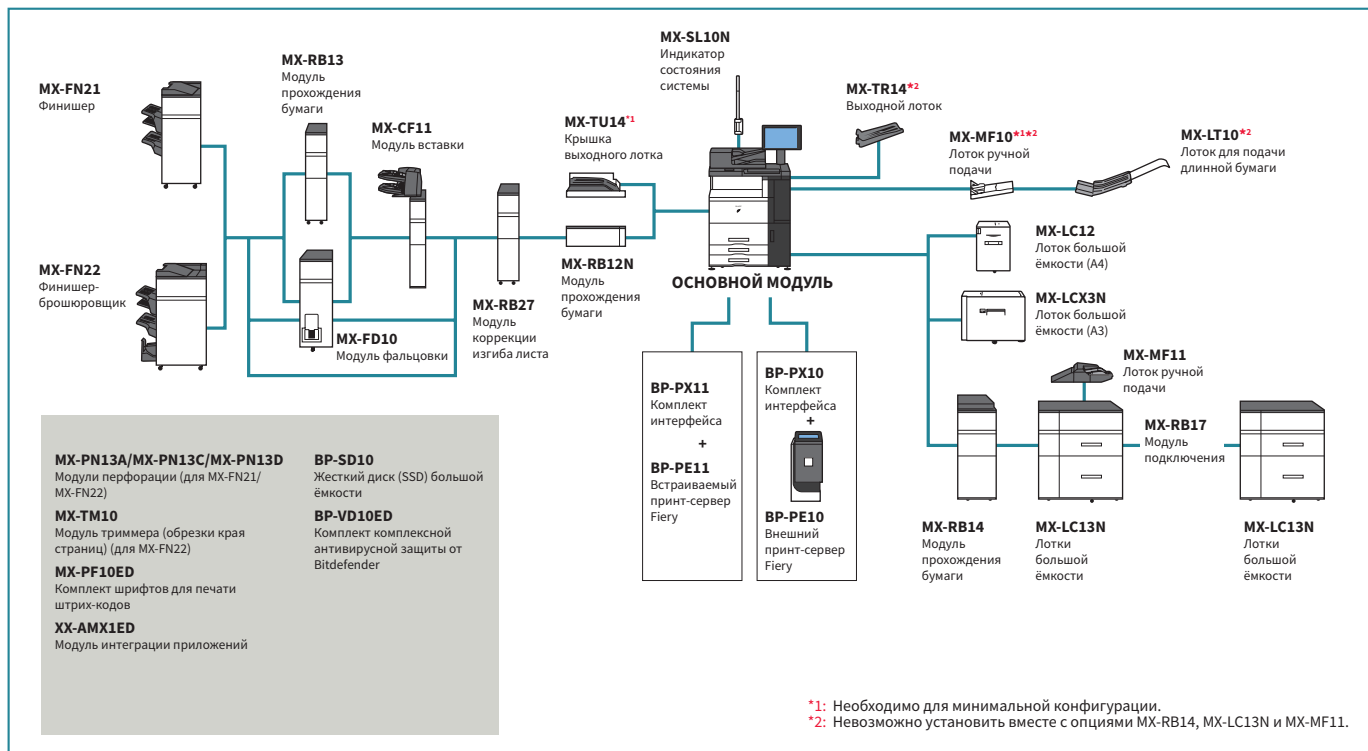 MX-SL10N
Индикатор
состояния
системы
MX-FN21
Финишер
MX-RB13
Модуль
прохождения
бумаги
MX-CF11
Модуль вставки
MX-TU14*1
Крышка
выходного лотка
MX-TR14*2
Выходной лоток
MX-MF10*1*2
Лоток ручной
подачи
MX-LT10*2
Лоток для подачи
длинной бумаги
MX-FN22
Финишер-
брошюровщик
MX-FD10
Модуль фальцовки
MX-RB27
Модуль
коррекции
изгиба листа
MX-RB12N
Модуль
прохождения
бумаги
ОСНОВНОЙ МОДУЛЬ
MX-LC12
Лоток большой
ёмкости (A4)
MX-LCX3N
Лоток большой
ёмкости (A3)
MX-MF11
Лоток ручной
подачи
MX-RB17
Модуль
подключения
BP-PX11
Комплект
интерфейса
+
BP-PE11
Встраиваемый
принт-сервер
Fiery
BP-PX10
Комплект
интерфейса
+
BP-PE10
Внешний
принт-сервер
Fiery
MX-RB14
Модуль
прохождения
бумаги
MX-LC13N
Лотки
большой
ёмкости
MX-LC13N
Лотки
большой
ёмкости
MX-PN13A/MX-PN13C/MX-PN13D
Модули перфорации (для MX-FN21/
MX-FN22)
MX-TM10
Модуль триммера (обрезки края
страниц) (для MX-FN22)
MX-PF10ED
Комплект шрифтов для печати
штрих-кодов
XX-AMX1ED
Модуль интеграции приложений
BP-SD10
Жесткий диск (SSD) большой
ёмкости
BP-VD10ED
Комплект комплексной
антивирусной защиты от
Bitdefender
*1: Необходимо для минимальной конфигурации.
*2: Невозможно установить вместе с опциями MX-RB14, MX-LC13N и MX-MF11.